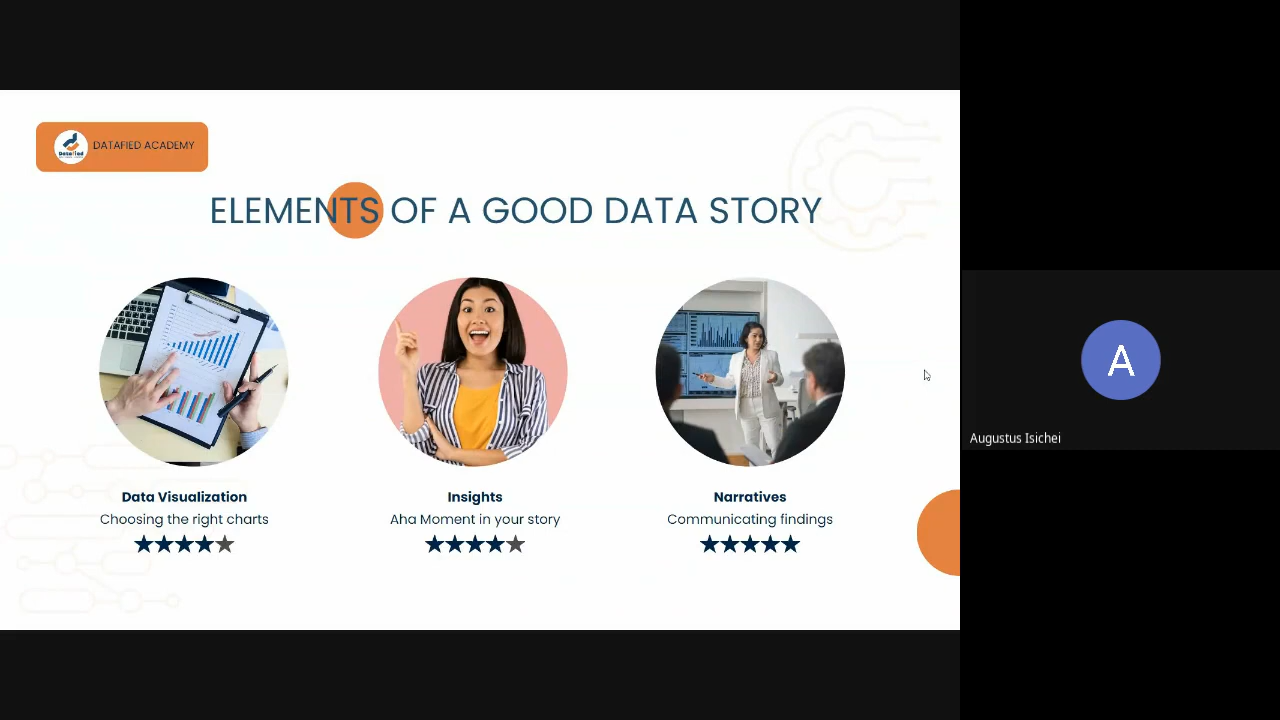 Datafied
DATAFIED ACADEMY
ELEMENTS OF A GOOD DATA STORY
Data Visualization
Choosing the right charts
Insights
Aha Moment in your story
Narratives
Communicating findings
A
Augustus Isichei